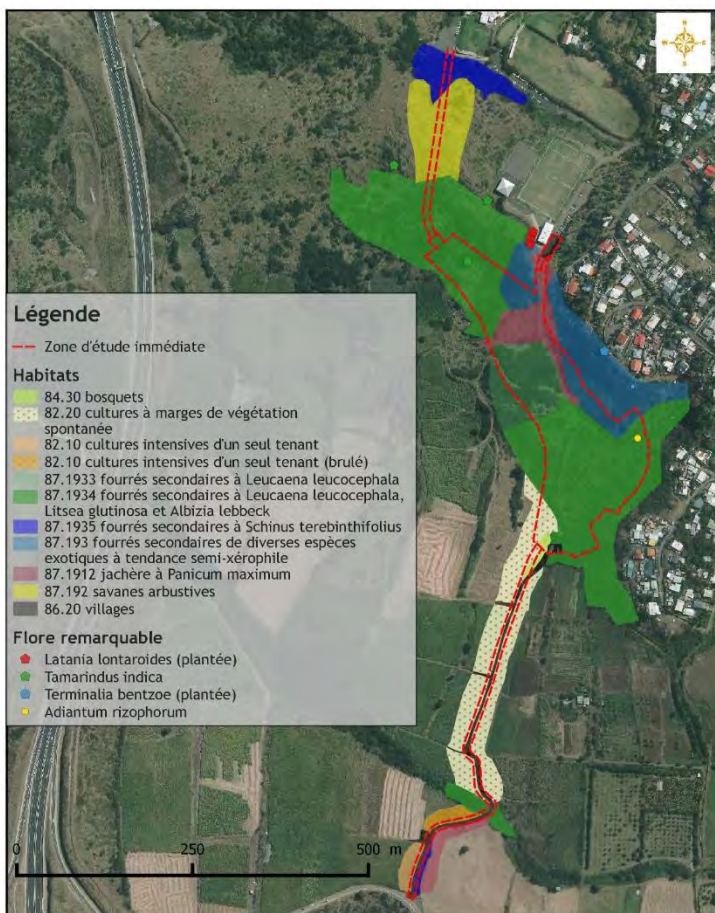 N
W
E
S
Légende
Zone d'étude immédiate
Habitats
84.30 bosquets
82.20 cultures à marges de végétation
spontanée
82.10 cultures intensives d'un seul tenant
82.10 cultures intensives d'un seul tenant (brulé)
87.1933 fourrés secondaires à Leucaena leucocephala
87.1934 fourrés secondaires à Leucaena leucocephala,
Litsea glutinosa et Albizia lebbeck
87.1935 fourrés secondaires à Schinus terebinthifolius
87.193 fourrés secondaires de diverses espèces
exotiques à tendance semi-xérophile
87.1912 jachère à Panicum maximum
87.192 savanes arbustives
86.20 villages
Flore remarquable
Latania lontaroides (plantée)
Tamarindus indica
Terminalia bentzoe (plantée)
Adiantum rizophorum
0 250 500 m